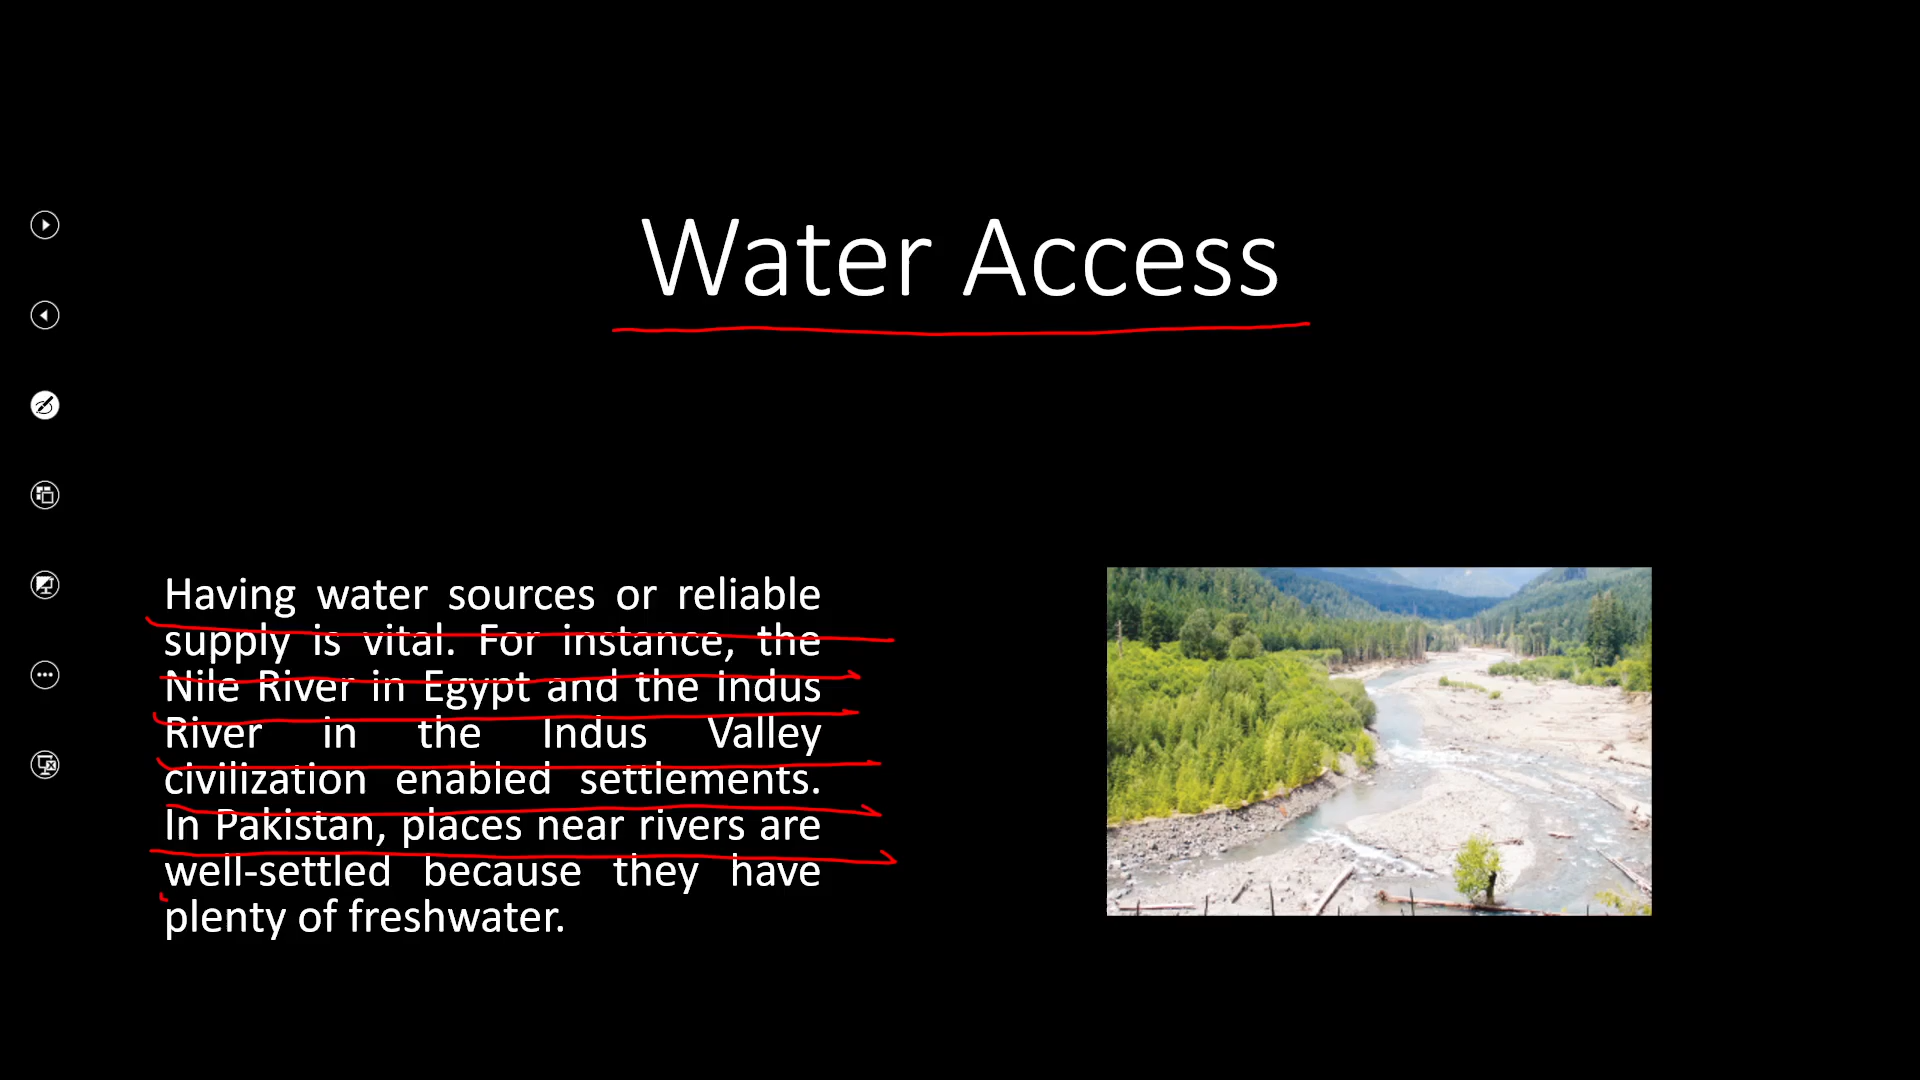 Water Access
Having water sources or reliable
supply is vital. For instance, the
Nile River in Egypt and the Indus
River in the Indus Valley
civilization enabled settlements.
In Pakistan, places near rivers are
well-settled because they have
plenty of freshwater.